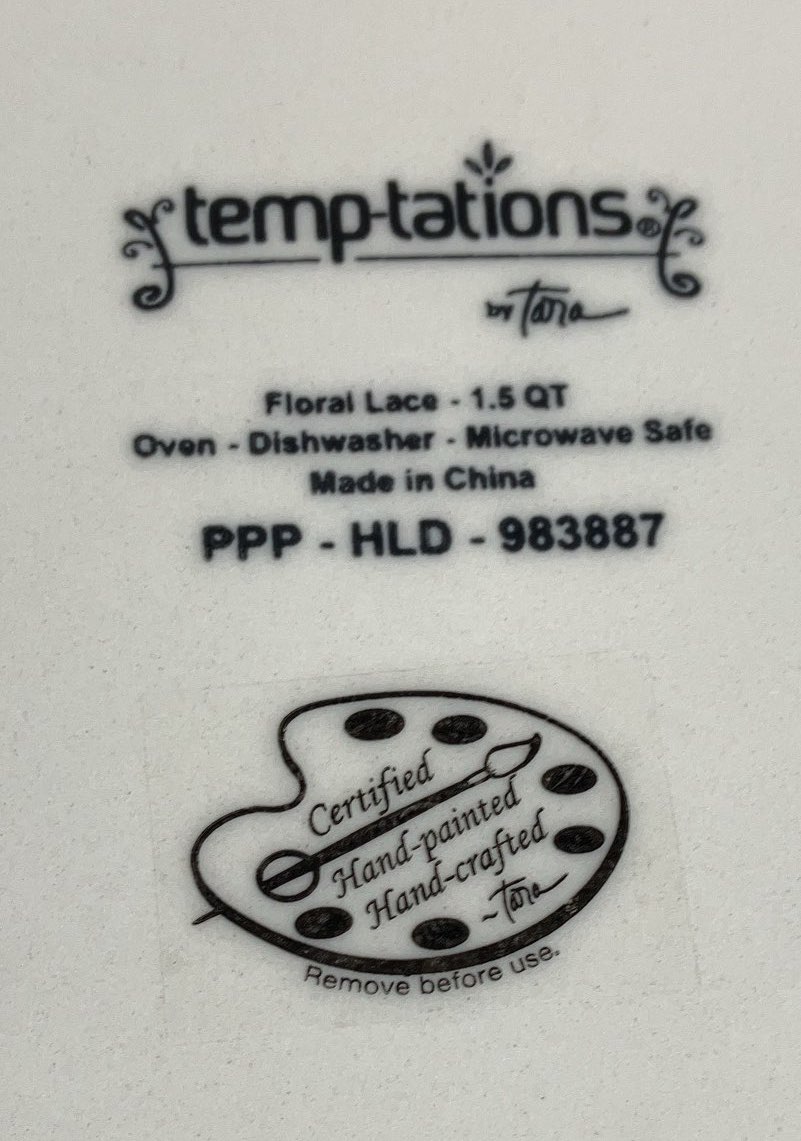 temp-tations®
by Tara
Floral Lace - 1.5 QT
Oven - Dishwasher - Microwave Safe
Made in China
PPP - HLD - 983887
Certified
Hand-painted
Hand-crafted
~Tara
Remove before use.